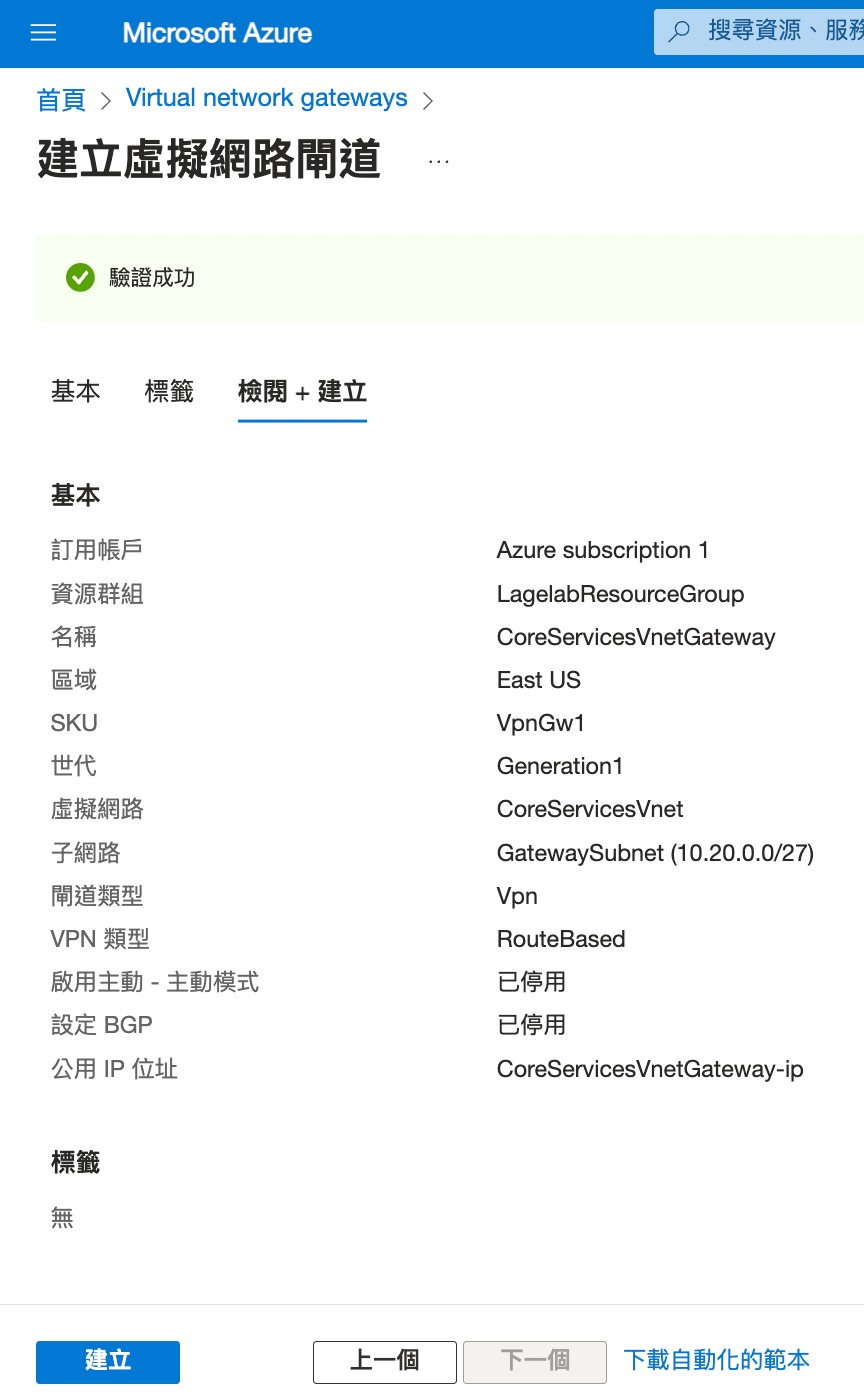 Microsoft Azure
搜尋資源、服務
首頁 > Virtual network gateways >
建立虛擬網路閘道 ...
驗證成功
基本 標籤 檢閱 + 建立
基本
訂用帳戶 Azure subscription 1
資源群組 LagelabResourceGroup
名稱 CoreServicesVnetGateway
區域 East US
SKU VpnGw1
世代 Generation1
虛擬網路 CoreServicesVnet
子網路 GatewaySubnet (10.20.0.0/27)
閘道類型 Vpn
VPN 類型 RouteBased
啟用主動 - 主動模式 已停用
設定 BGP 已停用
公用 IP 位址 CoreServicesVnetGateway-ip
標籤
無
建立 上一個 下一個 下載自動化的範本